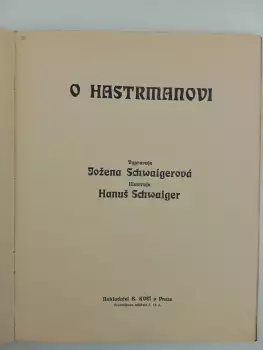 O HASTRMANOVI
Vypravuje
Jožena Schwaigerová
Illustruje
Hanuš Schwaiger
Nakladatel B. KOČÍ v Praze